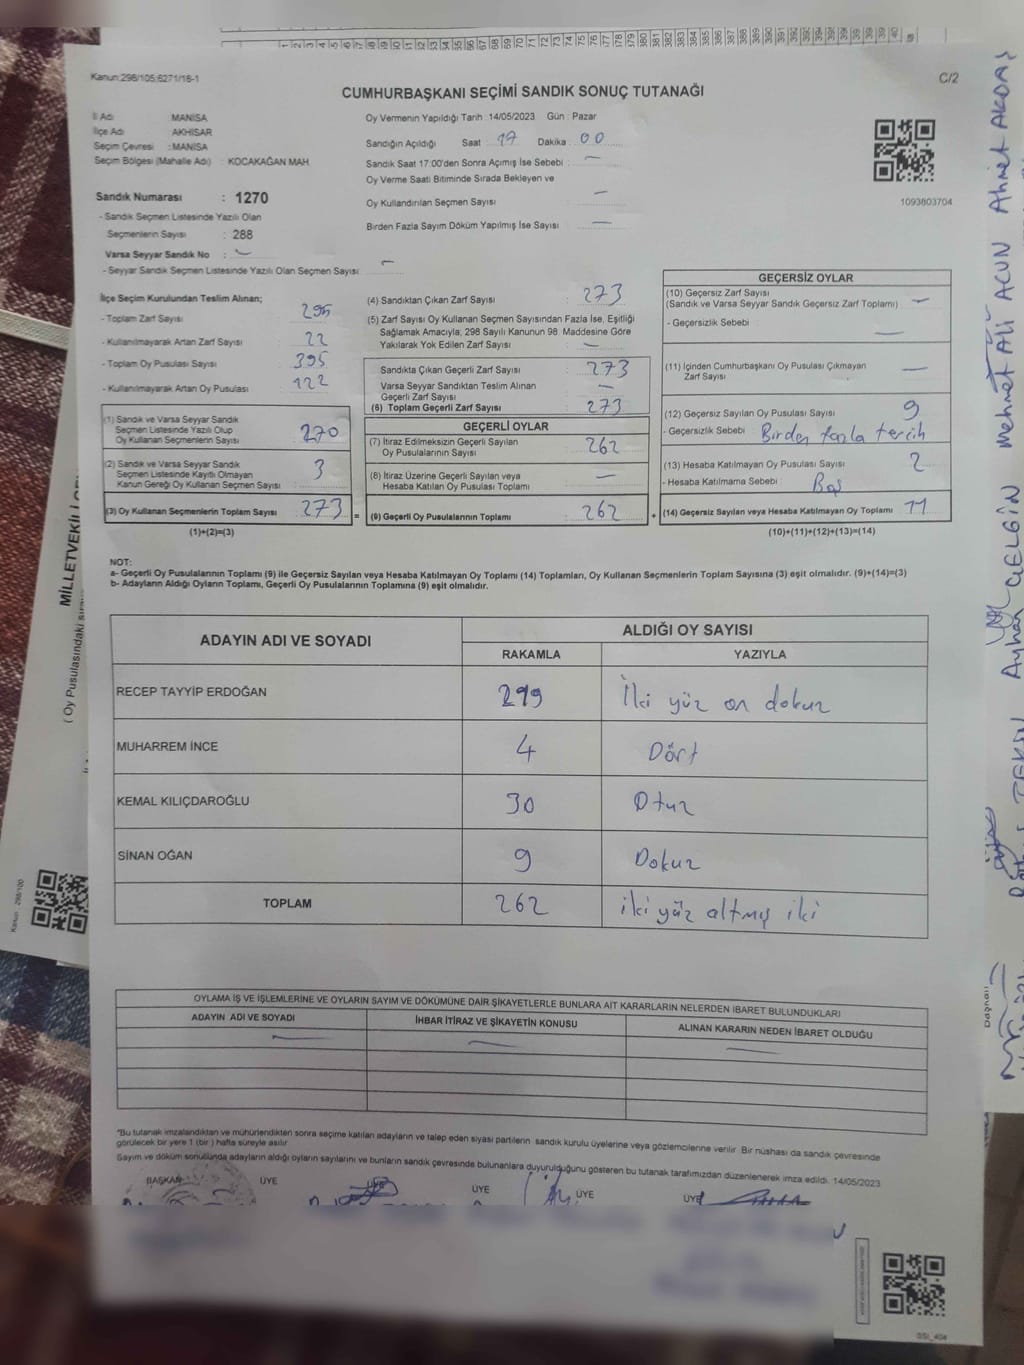 Kanun:298/105:6271/18-1
C/2
CUMHURBAŞKANI SEÇİMİ SANDIK SONUÇ TUTANAĞI
İl Adı MANİSA
İlçe Adı AKHİSAR
Seçim Çevresi : MANİSA
Seçim Bölgesi (Mahalle Adı) : KOCAKAĞAN MAH.
Sandık Numarası : 1270
- Sandık Seçmen Listesinde Yazılı Olan
Seçmenlerin Sayısı : 288
Varsa Seyyar Sandık No : –
- Seyyar Sandık Seçmen Listesinde Yazılı Olan Seçmen Sayısı: –
Oy Vermenin Yapıldığı Tarih : 14/05/2023 Gün : Pazar
Sandığın Açıldığı Saat : 17 Dakika : 00
Sandık Saat 17:00'den Sonra Açımış İse Sebebi : –
Oy Verme Saati Bitiminde Sırada Bekleyen ve
Oy Kullandırılan Seçmen Sayısı : –
Birden Fazla Sayım Döküm Yapılmış İse Sayısı : –
1093803704
İlçe Seçim Kurulundan Teslim Alınan;
- Toplam Zarf Sayısı 295
- Kullanılmayarak Artan Zarf Sayısı 22
- Toplam Oy Pusulası Sayısı 395
- Kullanılmayarak Artan Oy Pusulası 122
(1) Sandık ve Varsa Seyyar Sandık
Seçmen Listesinde Yazılı Olup
Oy Kullanan Seçmenlerin Sayısı : 270
(2) Sandık ve Varsa Seyyar Sandık
Seçmen Listesinde Kayıtlı Olmayan
Kanun Gereği Oy Kullanan Seçmen Sayısı : 3
(3) Oy Kullanan Seçmenlerin Toplam Sayısı : 273
(1)+(2)=(3)
(4) Sandıktan Çıkan Zarf Sayısı : 273
(5) Zarf Sayısı Oy Kullanan Seçmen Sayısından Fazla İse, Eşitliği
Sağlamak Amacıyla; 298 Sayılı Kanunun 98. Maddesine Göre
Yakılarak Yok Edilen Zarf Sayısı : –
Sandıkta Çıkan Geçerli Zarf Sayısı : 273
Varsa Seyyar Sandıktan Teslim Alınan
Geçerli Zarf Sayısı : –
(6) Toplam Geçerli Zarf Sayısı : 273
GEÇERLİ OYLAR
(7) İtiraz Edilmeksizin Geçerli Sayılan
Oy Pusulalarının Sayısı : 262
(8) İtiraz Üzerine Geçerli Sayılan veya
Hesaba Katılan Oy Pusulası Toplamı : –
= (9) Geçerli Oy Pusulalarının Toplamı : 262 +
GEÇERSİZ OYLAR
(10) Geçersiz Zarf Sayısı
(Sandık ve Varsa Seyyar Sandık Geçersiz Zarf Toplamı) : –
- Geçersizlik Sebebi : –
(11) İçinden Cumhurbaşkanı Oy Pusulası Çıkmayan
Zarf Sayısı : –
(12) Geçersiz Sayılan Oy Pusulası Sayısı : 9
- Geçersizlik Sebebi : Birden fazla tercih
(13) Hesaba Katılmayan Oy Pusulası Sayısı : 2
- Hesaba Katılmama Sebebi : Boş
(14) Geçersiz Sayılan veya Hesaba Katılmayan Oy Toplamı : 11
(10)+(11)+(12)+(13)=(14)
NOT:
a- Geçerli Oy Pusulalarının Toplamı (9) ile Geçersiz Sayılan veya Hesaba Katılmayan Oy Toplamı (14) Toplamları, Oy Kullanan Seçmenlerin Toplam Sayısına (3) eşit olmalıdır. (9)+(14)=(3)
b- Adayların Aldığı Oyların Toplamı, Geçerli Oy Pusulalarının Toplamına (9) eşit olmalıdır.
ADAYIN ADI VE SOYADI ALDIĞI OY SAYISI
RAKAMLA YAZIYLA
RECEP TAYYİP ERDOĞAN 219 İki yüz on dokuz
MUHARREM İNCE 4 Dört
KEMAL KILIÇDAROĞLU 30 Otuz
SİNAN OĞAN 9 Dokuz
TOPLAM 262 iki yüz altmış iki
OYLAMA İŞ VE İŞLEMLERİNE VE OYLARIN SAYIM VE DÖKÜMÜNE DAİR ŞİKAYETLERLE BUNLARA AİT KARARLARIN NELERDEN İBARET BULUNDUKLARI
ADAYIN ADI VE SOYADI İHBAR İTİRAZ VE ŞİKAYETİN KONUSU ALINAN KARARIN NEDEN İBARET OLDUĞU
– – –
*Bu tutanak imzalandıktan ve mühürlendikten sonra seçime katılan adayların ve talep eden siyasi partilerin sandık kurulu üyelerine veya gözlemcilerine verilir. Bir nüshası da sandık çevresinde
görülecek bir yere 1 (bir ) hafta süreyle asılır
Sayım ve döküm sonullunda adayların aldığı oyların sayılarını ve bunların sandık çevresinde bulunanlara duyurulduğunu gösteren bu tutanak tarafımızdan düzenlenerek imza edildi. 14/05/2023
BAŞKAN ÜYE ÜYE ÜYE ÜYE ÜYE
Kanun : 298/100
Ahmet AKDAŞ
Mehmet ALİ ACUN
Ayhan GELGİN